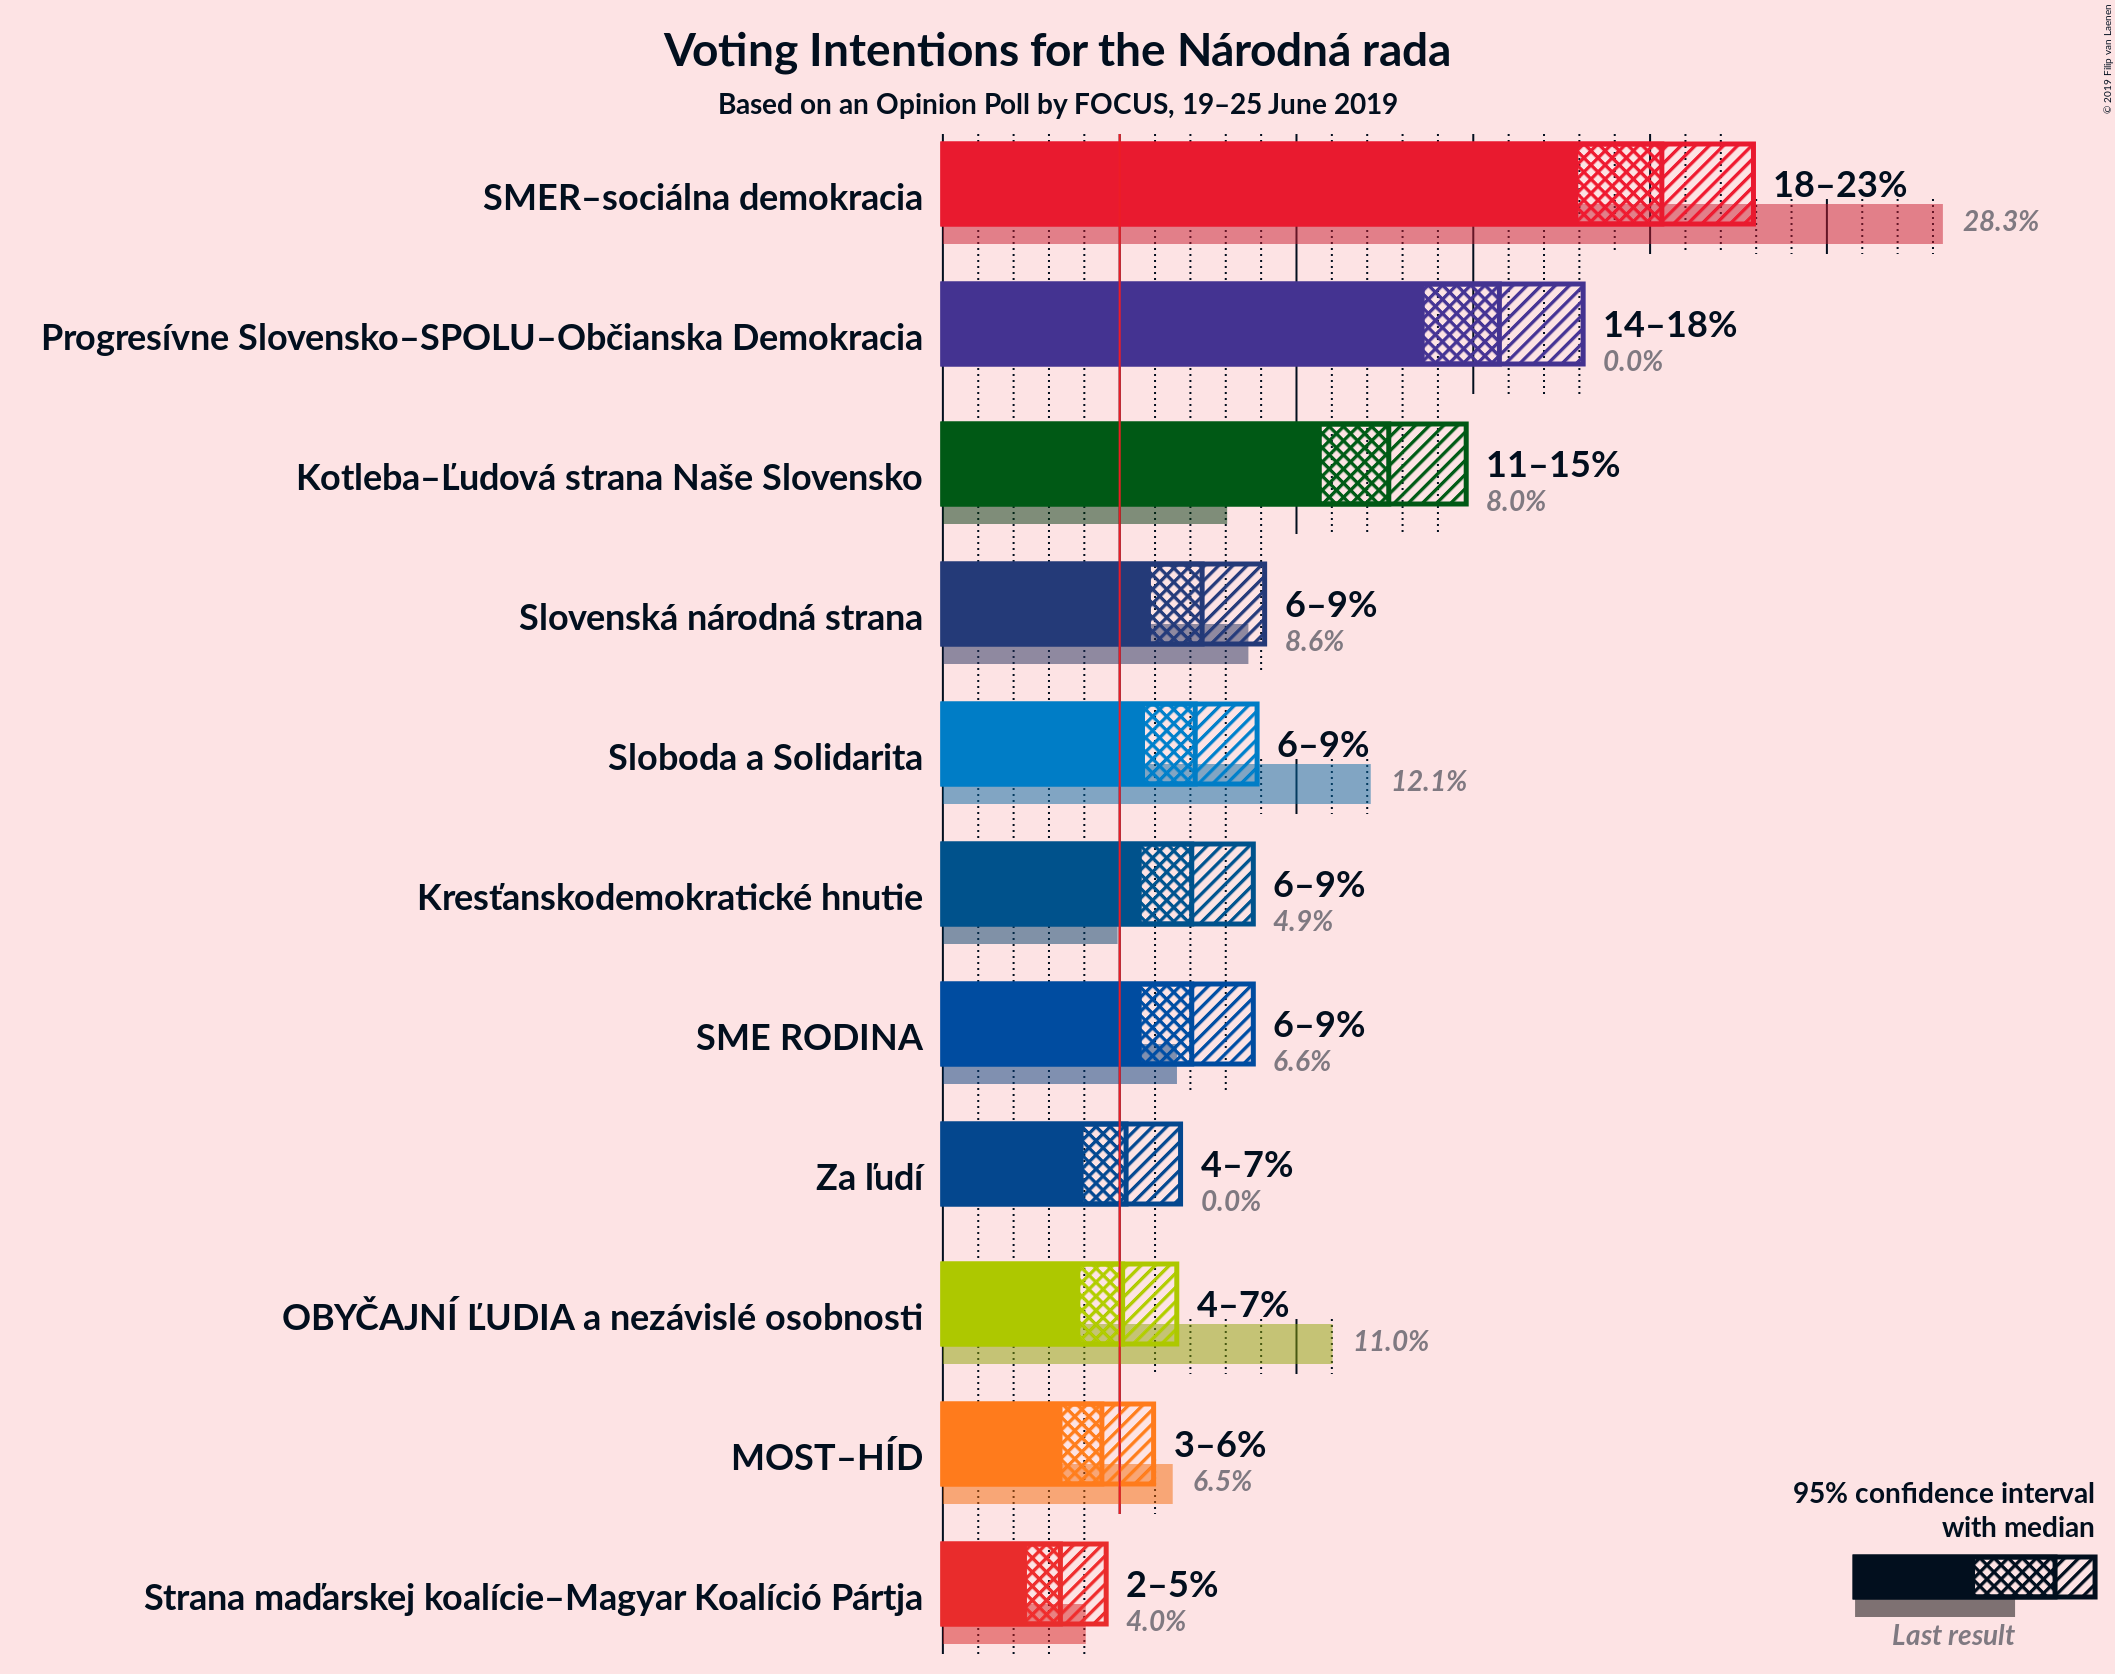 Voting Intentions for the Národná rada
Based on an Opinion Poll by FOCUS, 19–25 June 2019
© 2019 Filip van Laenen
SMER–sociálna demokracia
18–23%
28.3%
Progresívne Slovensko–SPOLU–Občianska Demokracia
14–18%
0.0%
Kotleba–Ľudová strana Naše Slovensko
11–15%
8.0%
Slovenská národná strana
6–9%
8.6%
Sloboda a Solidarita
6–9%
12.1%
Kresťanskodemokratické hnutie
6–9%
4.9%
SME RODINA
6–9%
6.6%
Za ľudí
4–7%
0.0%
OBYČAJNÍ ĽUDIA a nezávislé osobnosti
4–7%
11.0%
MOST–HÍD
3–6%
6.5%
Strana maďarskej koalície–Magyar Koalíció Pártja
2–5%
4.0%
95% confidence interval
with median
Last result